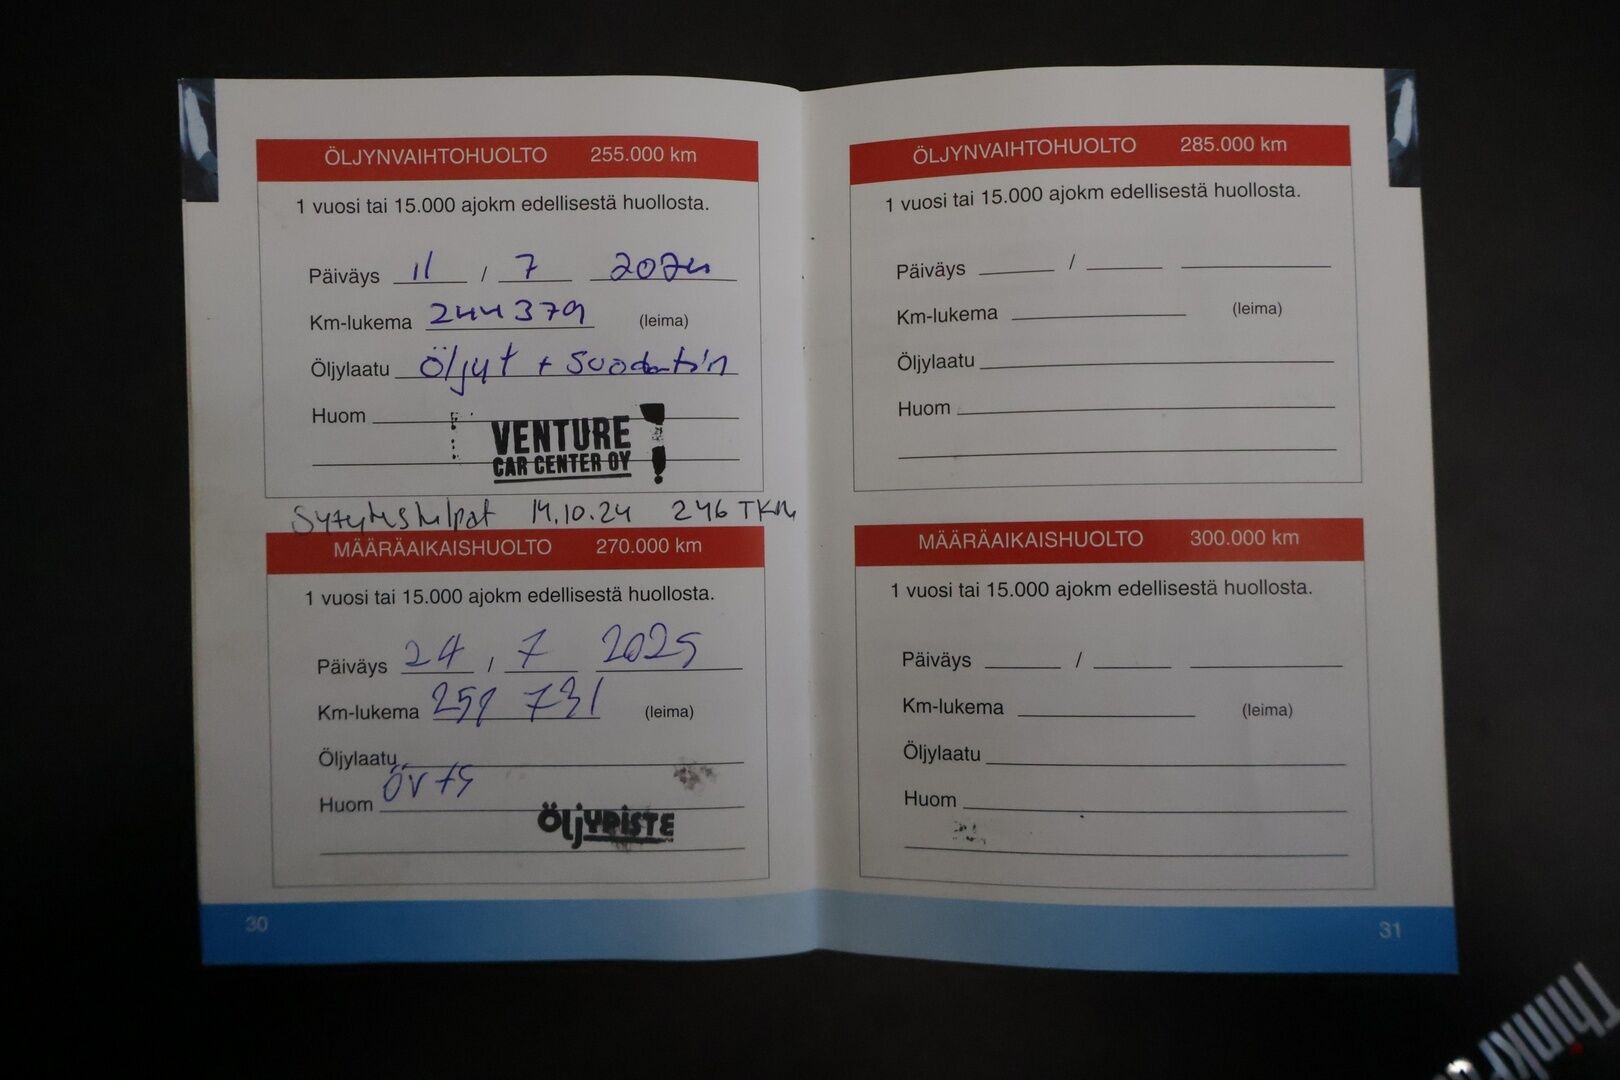 ÖLJYNVAIHTOHUOLTO 255.000 km
1 vuosi tai 15.000 ajokm edellisestä huollosta.
Päiväys 11 / 7 2024
Km-lukema 244379 (leima)
Öljylaatu Öljyt + Suodatin
Huom
VENTURE
CAR CENTER OY
Sytytystulpat 14.10.24 246 TKM
MÄÄRÄAIKAISHUOLTO 270.000 km
1 vuosi tai 15.000 ajokm edellisestä huollosta.
Päiväys 24 / 7 2025
Km-lukema 731 (leima)
Öljylaatu
Huom ÖV+S
ÖljYPISTE
30
ÖLJYNVAIHTOHUOLTO 285.000 km
1 vuosi tai 15.000 ajokm edellisestä huollosta.
Päiväys /
Km-lukema (leima)
Öljylaatu
Huom
MÄÄRÄAIKAISHUOLTO 300.000 km
1 vuosi tai 15.000 ajokm edellisestä huollosta.
Päiväys /
Km-lukema (leima)
Öljylaatu
Huom
31